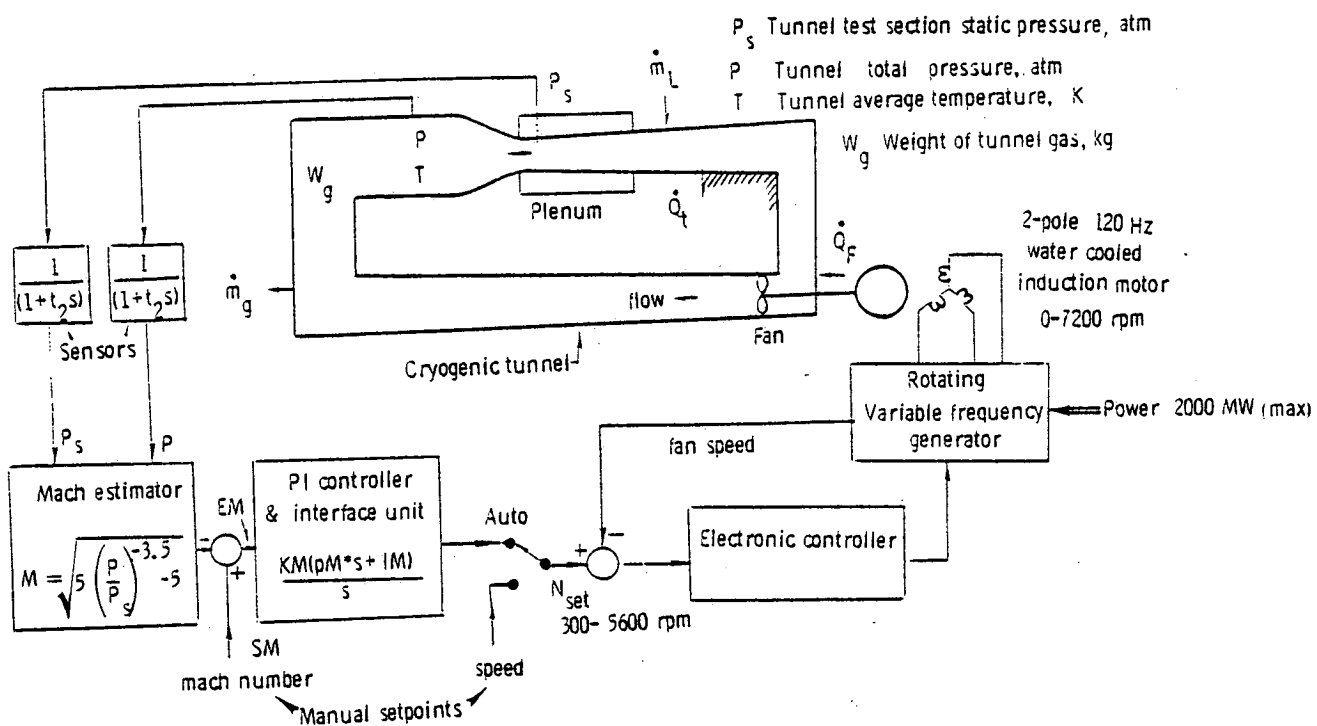 P_s Tunnel test section static pressure, atm
P Tunnel total pressure, atm
T Tunnel average temperature, K
W_g Weight of tunnel gas, kg
P_s
ṁ_L
P
T
W_g
Plenum
Q̇_t
Q̇_F
ṁ_g
flow
Fan
Cryogenic tunnel
2-pole 120 Hz
water cooled
induction motor
0-7200 rpm
1
(1+t_2s)
1
(1+t_2s)
Sensors
Rotating
Variable frequency
generator
Power 2000 MW (max)
fan speed
P_s
P
Mach estimator
M = √(5 (P/P_s)^-3.5 -5)
-
+
EM
PI controller
& interface unit
KM(pM*s+IM)
s
Auto
N_set
300-5600 rpm
+
-
Electronic controller
SM
mach number
speed
Manual setpoints